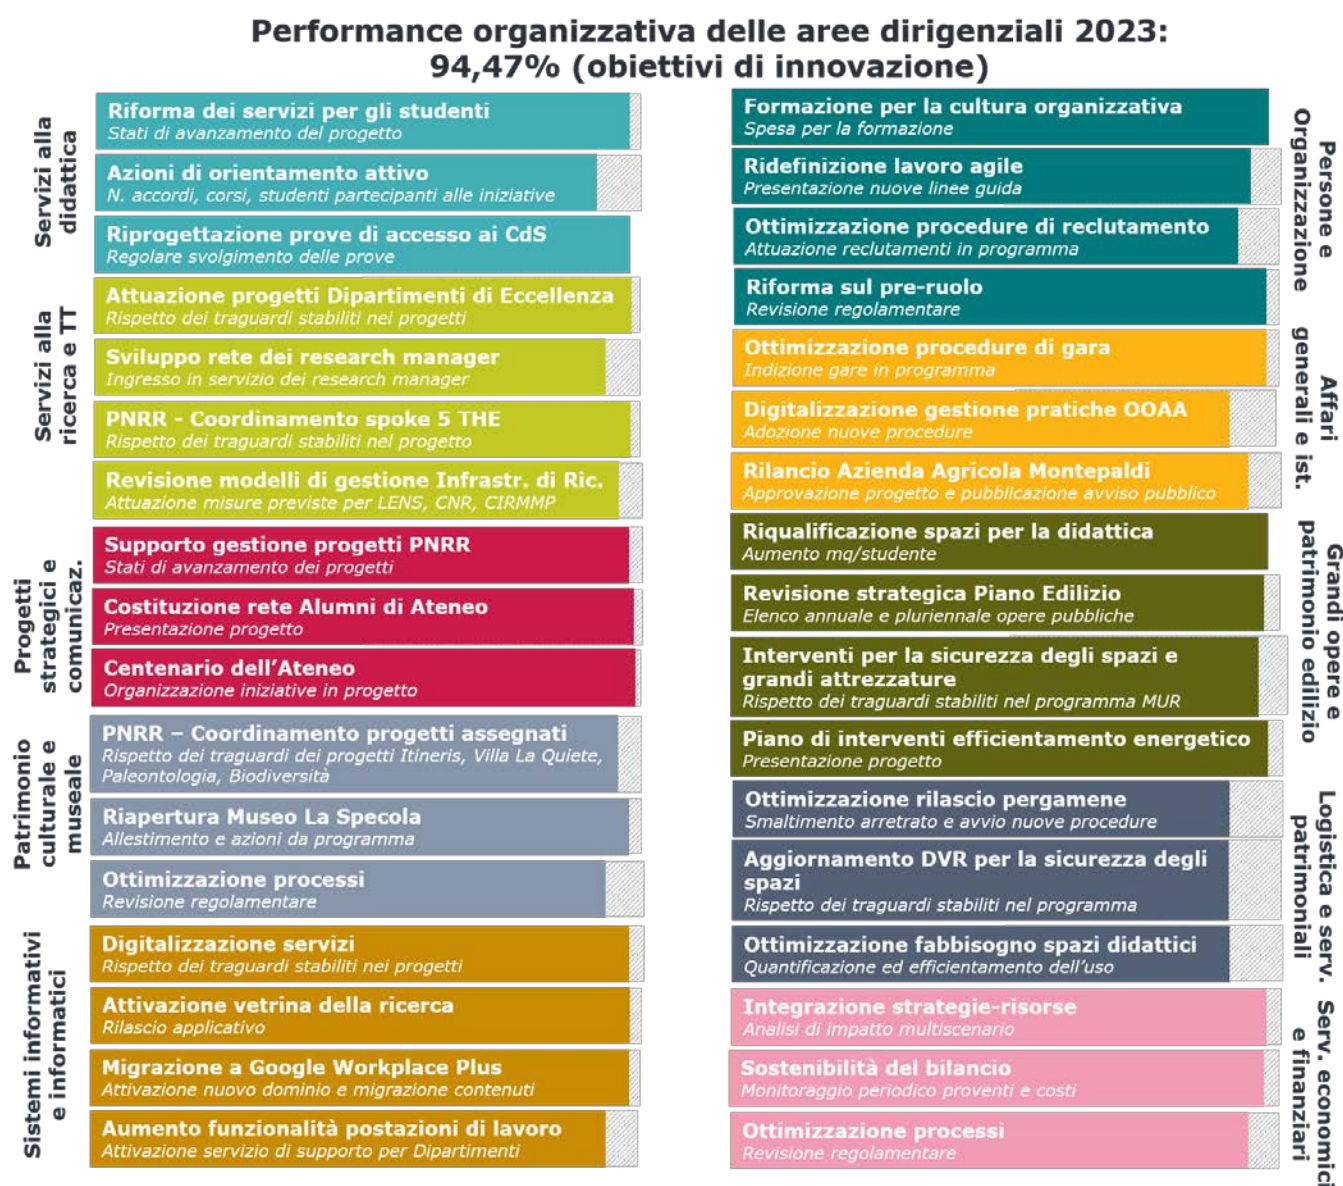 Performance organizzativa delle aree dirigenziali 2023:
94,47% (obiettivi di innovazione)
Servizi alla
didattica
Riforma dei servizi per gli studenti
Stati di avanzamento del progetto
Azioni di orientamento attivo
N. accordi, corsi, studenti partecipanti alle iniziative
Riprogettazione prove di accesso ai CdS
Regolare svolgimento delle prove
Servizi alla
ricerca e TT
Attuazione progetti Dipartimenti di Eccellenza
Rispetto dei traguardi stabiliti nei progetti
Sviluppo rete dei research manager
Ingresso in servizio dei research manager
PNRR - Coordinamento spoke 5 THE
Rispetto dei traguardi stabiliti nel progetto
Revisione modelli di gestione Infrastr. di Ric.
Attuazione misure previste per LENS, CNR, CIRMMP
Progetti
strategici e
comunicaz.
Supporto gestione progetti PNRR
Stati di avanzamento dei progetti
Costituzione rete Alumni di Ateneo
Presentazione progetto
Centenario dell’Ateneo
Organizzazione iniziative in progetto
Patrimonio
culturale e
museale
PNRR – Coordinamento progetti assegnati
Rispetto dei traguardi dei progetti Itineris, Villa La Quiete,
Paleontologia, Biodiversità
Riapertura Museo La Specola
Allestimento e azioni da programma
Ottimizzazione processi
Revisione regolamentare
Sistemi informativi
e informatici
Digitalizzazione servizi
Rispetto dei traguardi stabiliti nei progetti
Attivazione vetrina della ricerca
Rilascio applicativo
Migrazione a Google Workplace Plus
Attivazione nuovo dominio e migrazione contenuti
Aumento funzionalità postazioni di lavoro
Attivazione servizio di supporto per Dipartimenti
Persone e
Organizzazione
Formazione per la cultura organizzativa
Spesa per la formazione
Ridefinizione lavoro agile
Presentazione nuove linee guida
Ottimizzazione procedure di reclutamento
Attuazione reclutamenti in programma
Riforma sul pre-ruolo
Revisione regolamentare
Affari
generali e ist.
Ottimizzazione procedure di gara
Indizione gare in programma
Digitalizzazione gestione pratiche OOAA
Adozione nuove procedure
Rilancio Azienda Agricola Montepaldi
Approvazione progetto e pubblicazione avviso pubblico
Grandi opere e
patrimonio edilizio
Riqualificazione spazi per la didattica
Aumento mq/studente
Revisione strategica Piano Edilizio
Elenco annuale e pluriennale opere pubbliche
Interventi per la sicurezza degli spazi e
grandi attrezzature
Rispetto dei traguardi stabiliti nel programma MUR
Piano di interventi efficientamento energetico
Presentazione progetto
Logistica e serv.
patrimoniali
Ottimizzazione rilascio pergamene
Smaltimento arretrato e avvio nuove procedure
Aggiornamento DVR per la sicurezza degli
spazi
Rispetto dei traguardi stabiliti nel programma
Ottimizzazione fabbisogno spazi didattici
Quantificazione ed efficientamento dell’uso
Serv. economici
e finanziari
Integrazione strategie-risorse
Analisi di impatto multiscenario
Sostenibilità del bilancio
Monitoraggio periodico proventi e costi
Ottimizzazione processi
Revisione regolamentare